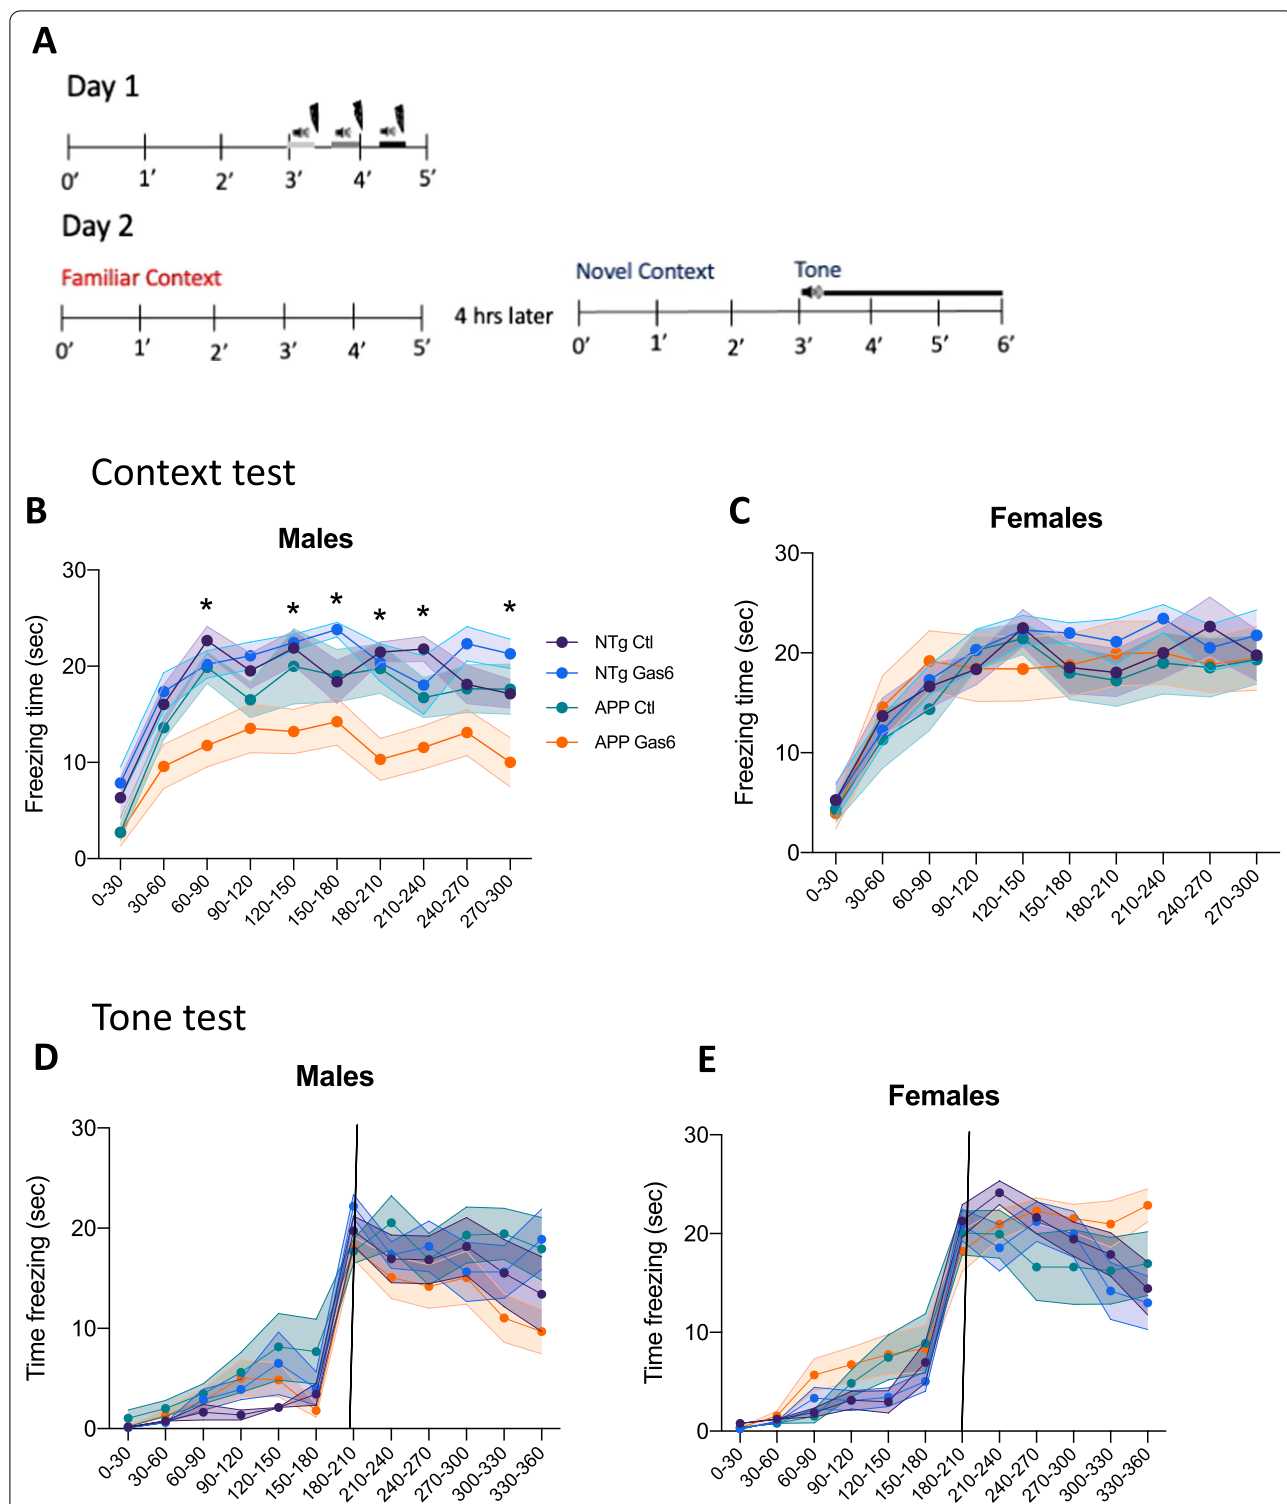 A
Day 1
0′ 1′ 2′ 3′ 4′ 5′
Day 2
Familiar Context
0′ 1′ 2′ 3′ 4′ 5′
4 hrs later
Novel Context Tone
0′ 1′ 2′ 3′ 4′ 5′ 6′
Context test
B
Males
Freezing time (sec)
30
20
10
0
* * * * * *
0-30 30-60 60-90 90-120 120-150 150-180 180-210 210-240 240-270 270-300
NTg Ctl
NTg Gas6
APP Ctl
APP Gas6
C
Females
Freezing time (sec)
30
20
10
0
0-30 30-60 60-90 90-120 120-150 150-180 180-210 210-240 240-270 270-300
Tone test
D
Males
Time freezing (sec)
30
20
10
0
0-30 30-60 60-90 90-120 120-150 150-180 180-210 210-240 240-270 270-300 300-330 330-360
E
Females
Time freezing (sec)
30
20
10
0
0-30 30-60 60-90 90-120 120-150 150-180 180-210 210-240 240-270 270-300 300-330 330-360